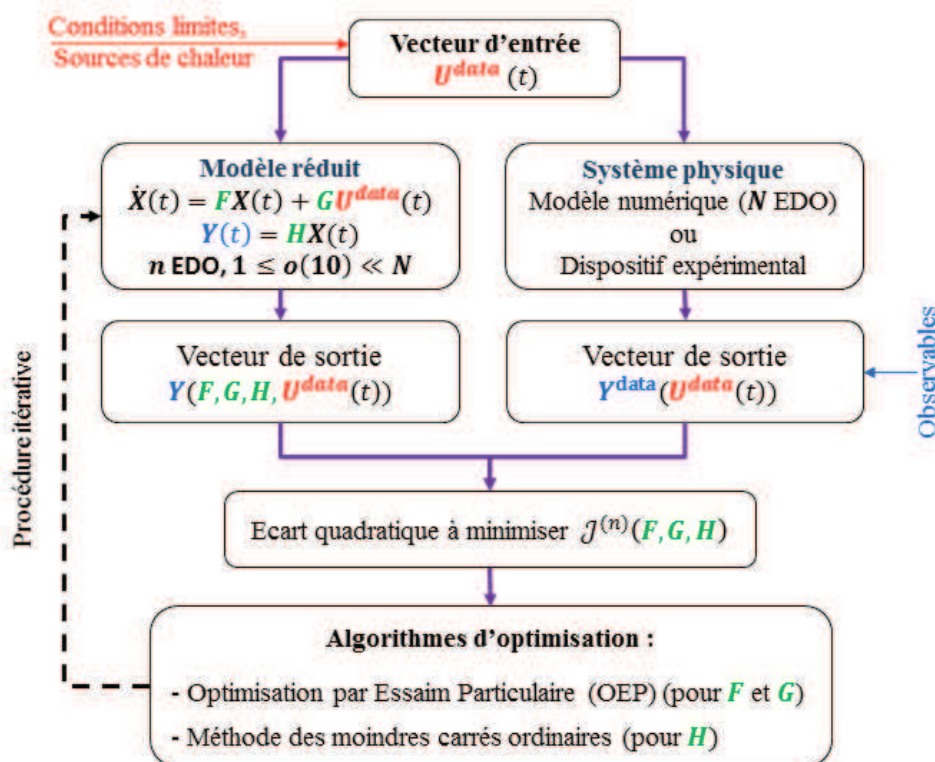 Conditions limites,
Sources de chaleur
Vecteur d'entrée
U^data (t)
Modèle réduit
Ẋ(t) = FX(t) + GU^data(t)
Y(t) = HX(t)
n EDO, 1 ≤ o(10) ≪ N
Système physique
Modèle numérique (N EDO)
ou
Dispositif expérimental
Vecteur de sortie
Y(F, G, H, U^data(t))
Vecteur de sortie
Y^data(U^data(t))
Observables
Procédure itérative
Ecart quadratique à minimiser 𝒥^(n)(F, G, H)
Algorithmes d'optimisation :
- Optimisation par Essaim Particulaire (OEP) (pour F et G)
- Méthode des moindres carrés ordinaires (pour H)